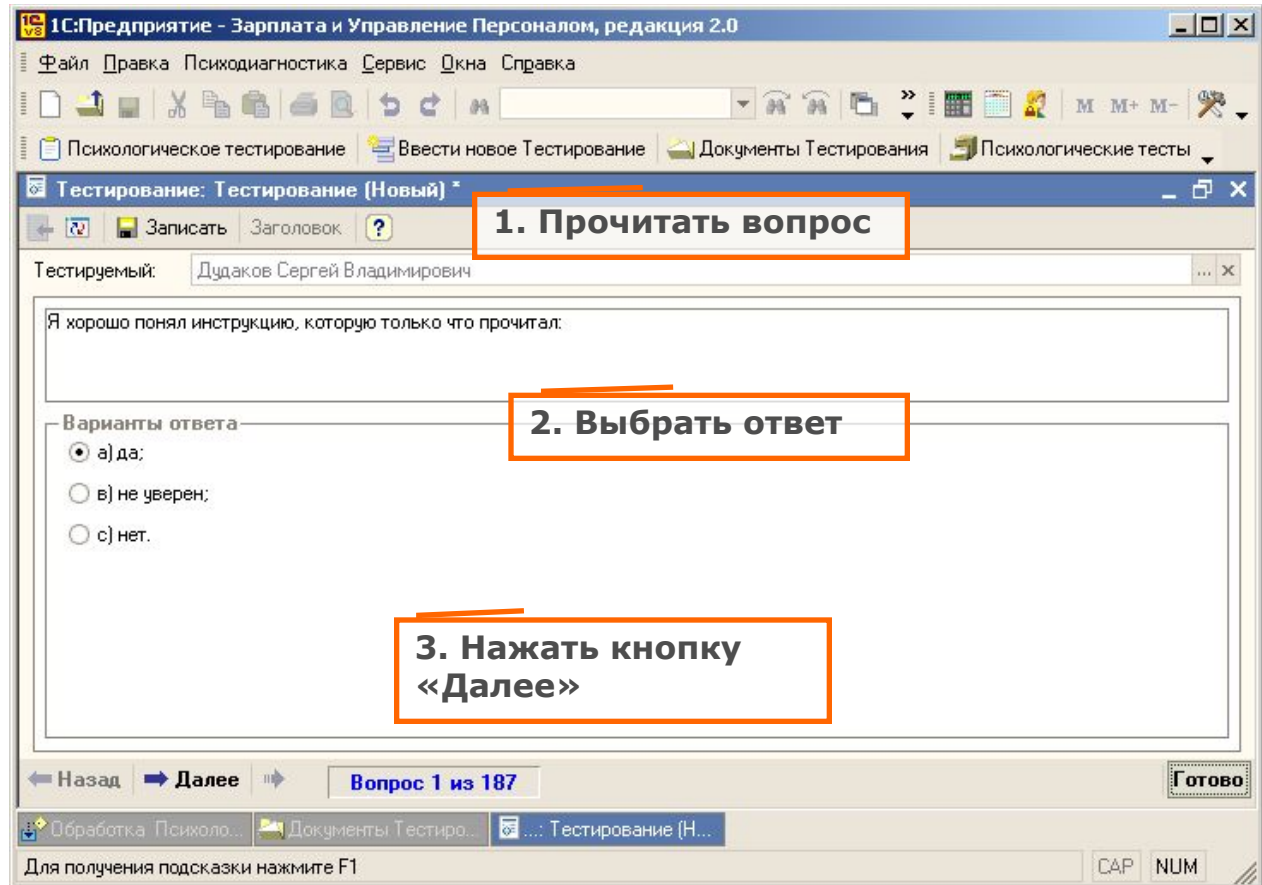 1С:Предприятие - Зарплата и Управление Персоналом, редакция 2.0
Файл Правка Психодиагностика Сервис Окна Справка
M M+ M-
Психологическое тестирование Ввести новое Тестирование Документы Тестирования Психологические тесты
Тестирование: Тестирование (Новый) *
1. Прочитать вопрос
Записать Заголовок ?
Тестируемый: Дудаков Сергей Владимирович ... x
Я хорошо понял инструкцию, которую только что прочитал:
2. Выбрать ответ
Варианты ответа
а) да;
в) не уверен;
с) нет.
3. Нажать кнопку
«Далее»
Назад Далее Вопрос 1 из 187 Готово
Обработка Психоло... Документы Тестиро... ...: Тестирование (Н...
Для получения подсказки нажмите F1 CAP NUM